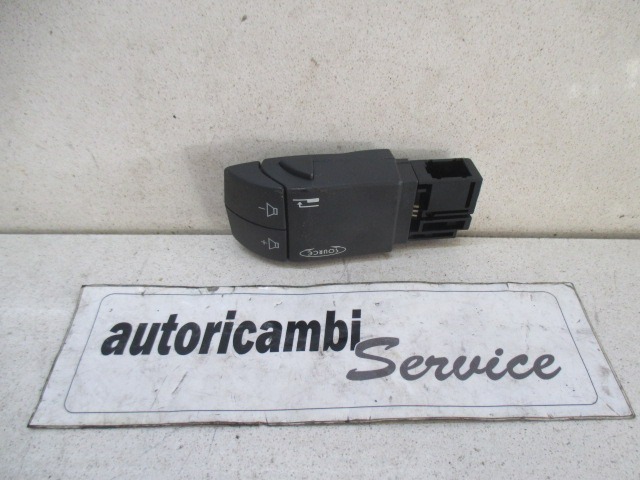 -
+
SOURCE
autoricambi
Service